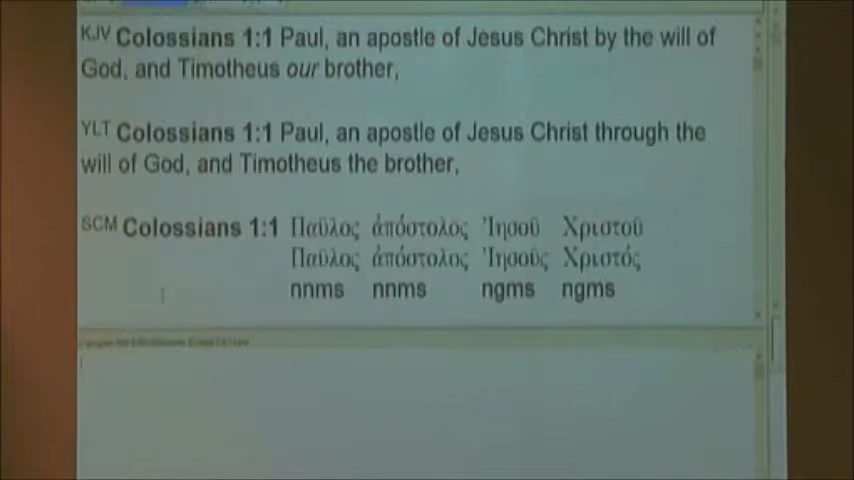 KJV Colossians 1:1 Paul, an apostle of Jesus Christ by the will of
God, and Timotheus our brother,
YLT Colossians 1:1 Paul, an apostle of Jesus Christ through the
will of God, and Timotheus the brother,
SCM Colossians 1:1 Παῦλος ἀπόστολος Ἰησοῦ Χριστοῦ
Παῦλος ἀπόστολος Ἰησοῦς Χριστός
nnms nnms ngms ngms